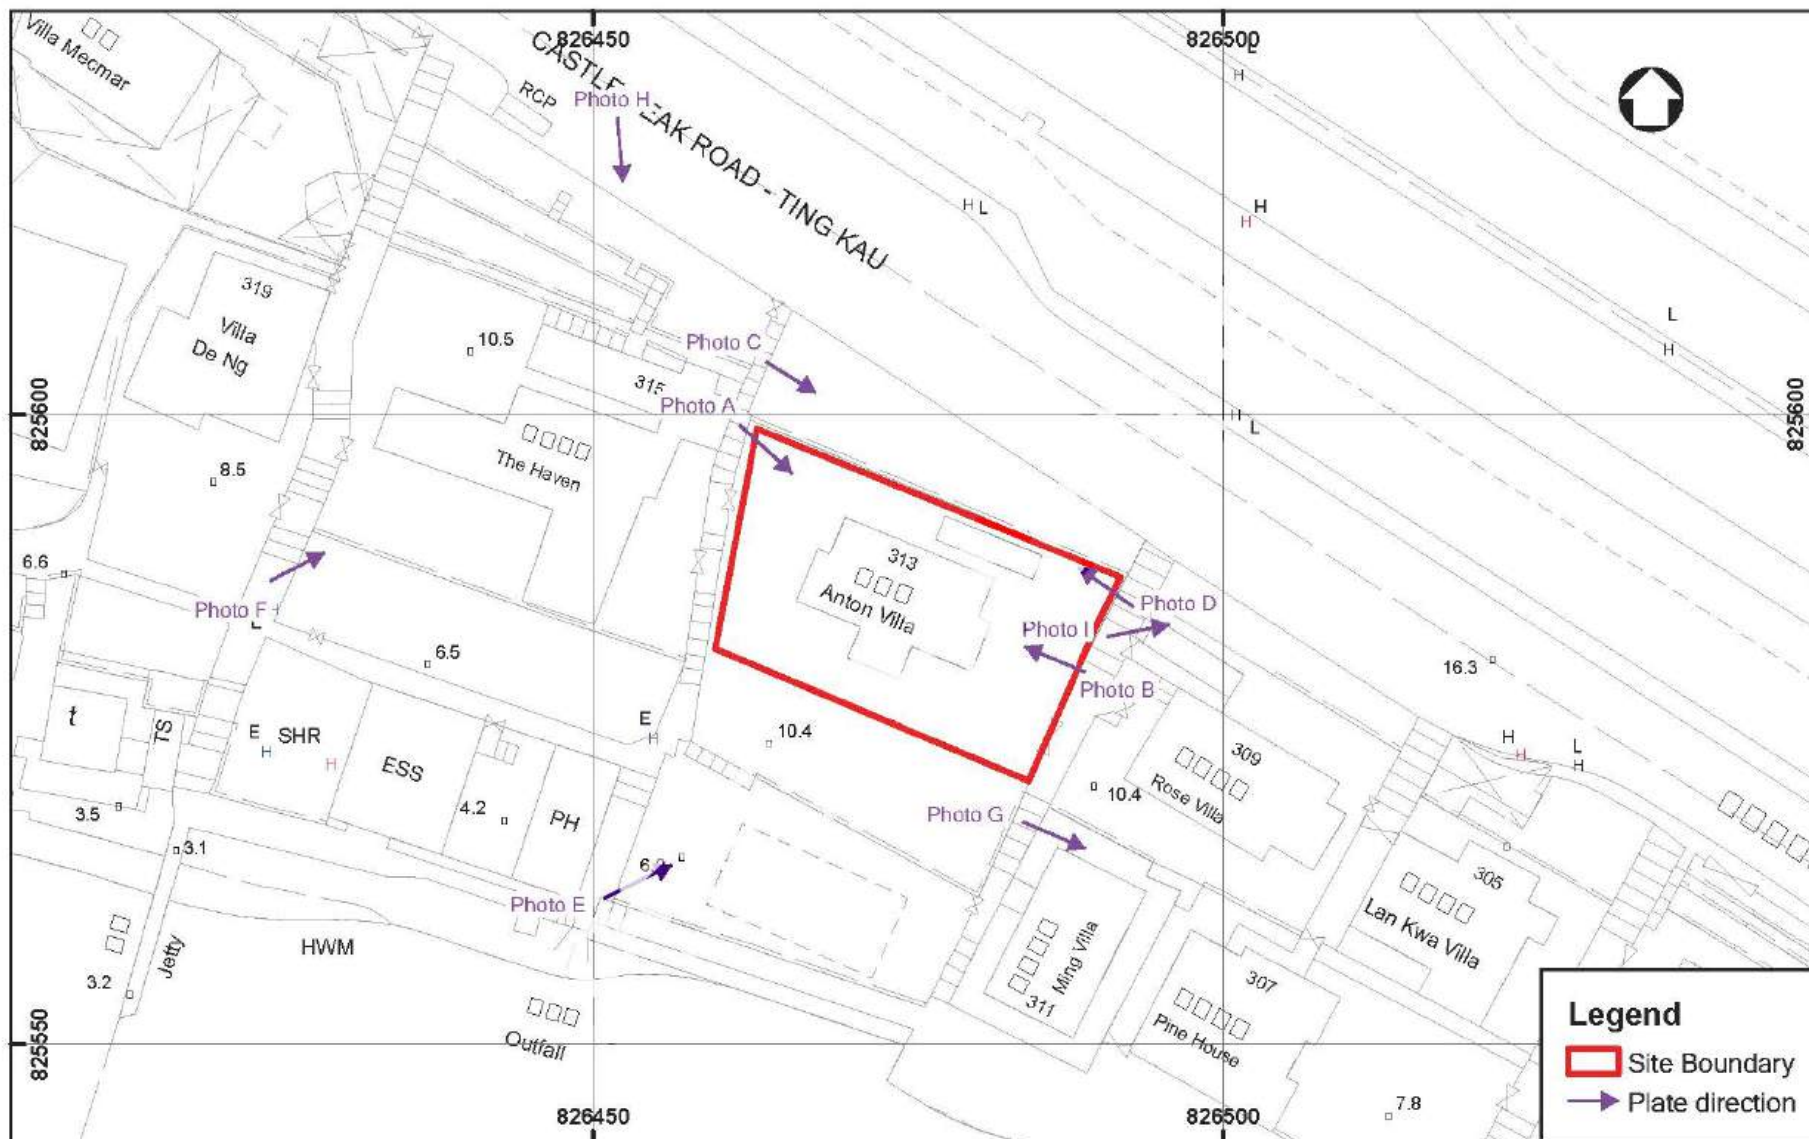 826450
826500
Villa Mecmar
RCP
CASTLE
EAK ROAD - TING KAU
Photo H
H
H L
H
H
L
H
319
Villa
De Ng
10.5
Photo C
315
Photo A
825600
825600
H
L
The Haven
8.5
6.6
313
Anton Villa
Photo F
Photo D
Photo I
Photo B
6.5
16.3
E
H
TS
E
H
SHR
H
ESS
10.4
309
Rose Villa
10.4
H
H
L
H
3.5
4.2
PH
Photo G
3.1
305
Lan Kwa Villa
Photo E
HWM
Jetty
3.2
Ming Villa
311
307
Pine House
Outfall
825550
7.8
826450
826500
Legend
Site Boundary
Plate direction